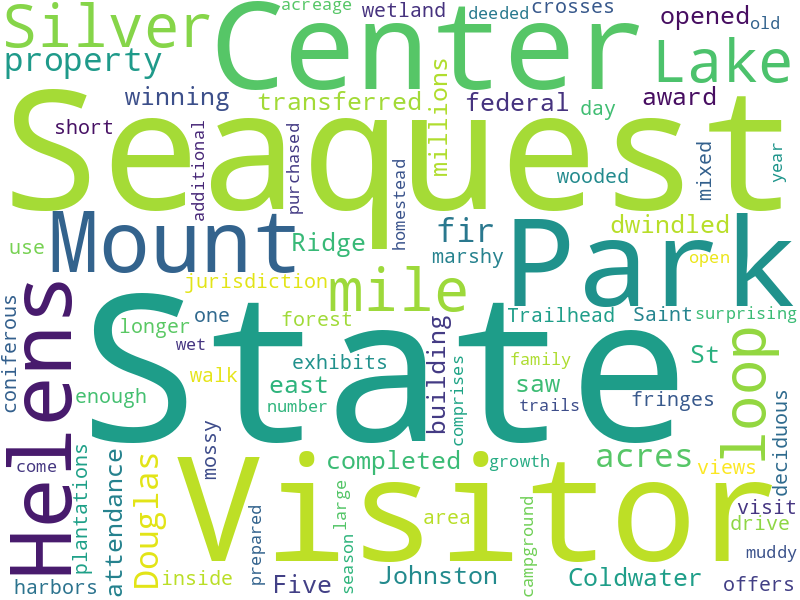 acreage
Silver
Center
wetland
deeded
crosses
opened
old
property
Lake
winning
transferred
millions
federal
day
award
Seaquest
short
additional
purchased
homestead
wooded
mixed
year
Mount
use
Ridge
fir
marshy
Park
dwindled
open
jurisdiction
mile
Helens
coniferous
longer
one
forest
State
Trailhead
Saint
surprising
wet
walk
exhibits
building
comprises
family
St
loop
enough
east
number
saw
trails
fringes
deciduous
come
plantations
attendance
mossy
Douglas
Visitor
completed
growth
acres
views
prepared
season
large
area
campground
visit
drive
muddy
harbors
inside
Five
Johnston
Coldwater
offers